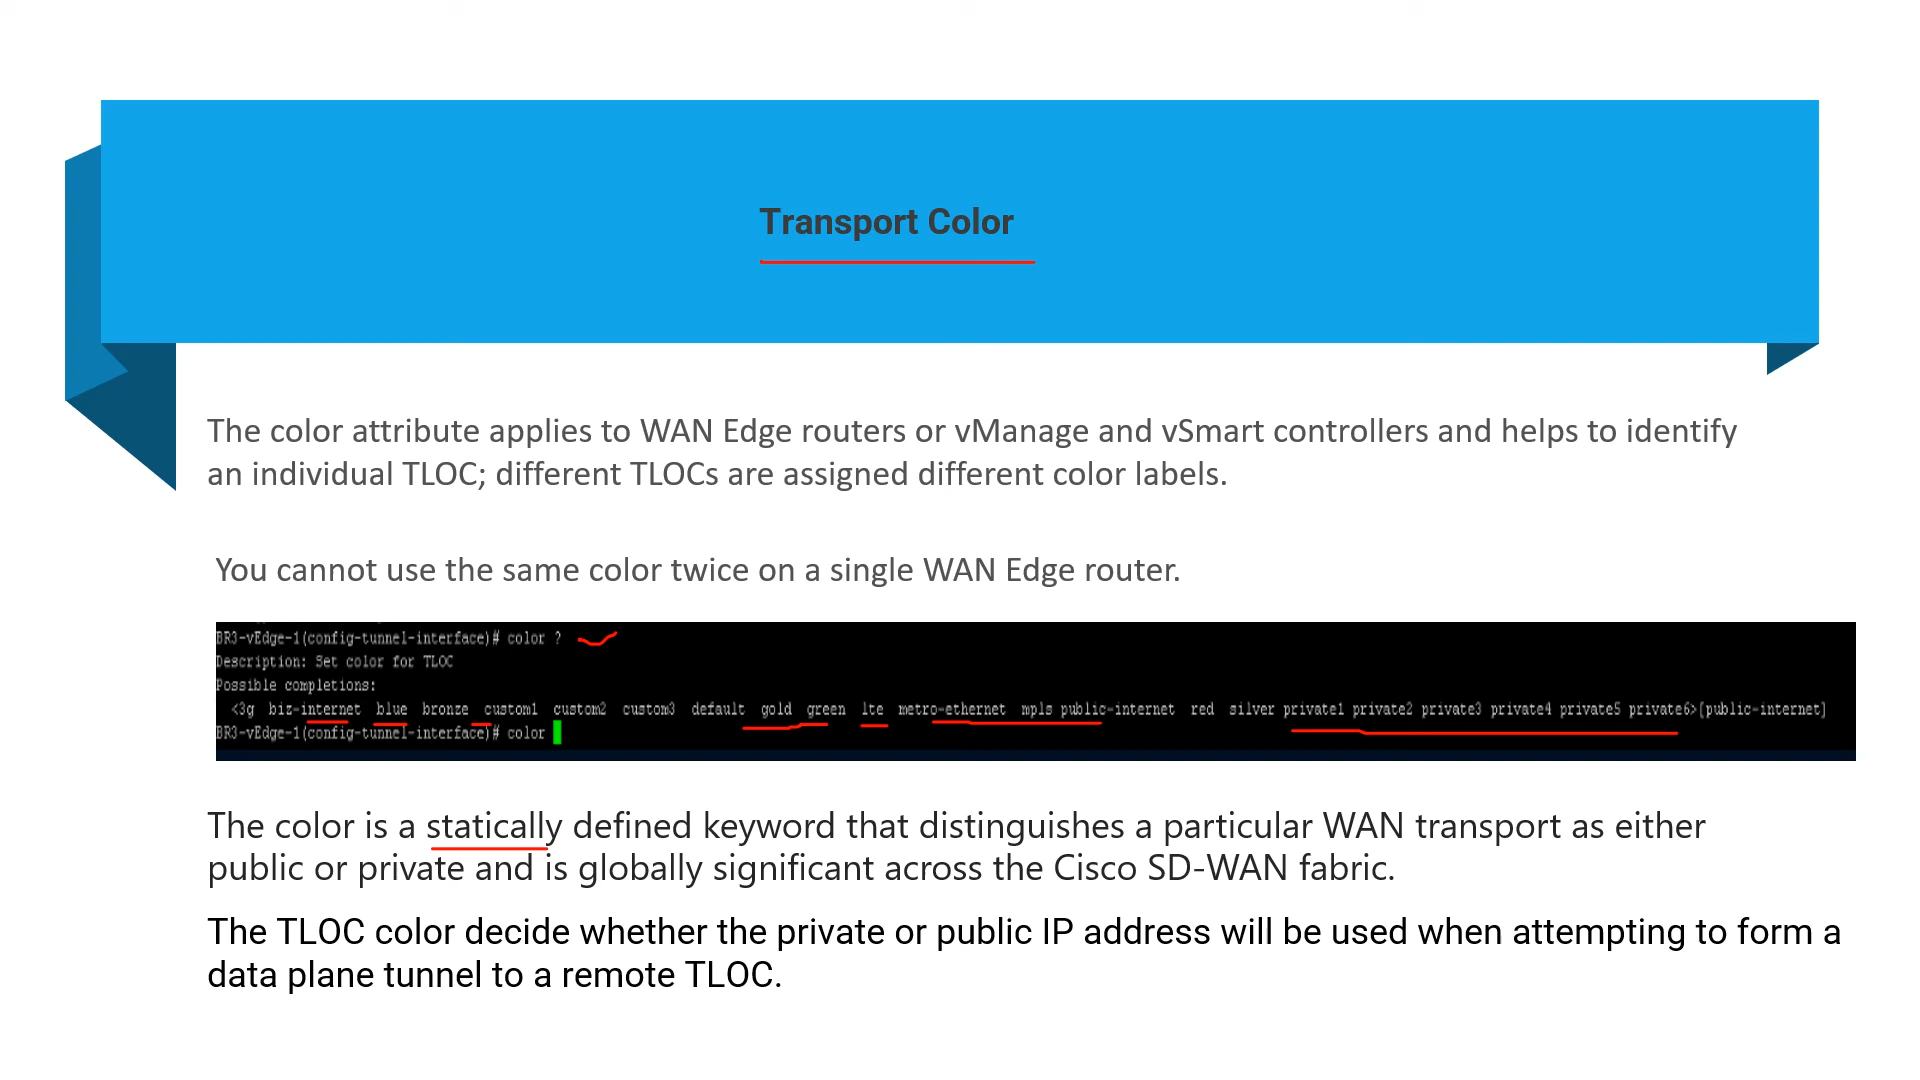 Transport Color
The color attribute applies to WAN Edge routers or vManage and vSmart controllers and helps to identify
an individual TLOC; different TLOCs are assigned different color labels.
You cannot use the same color twice on a single WAN Edge router.
BR3-vEdge-1(config-tunnel-interface)# color ?
Description: Set color for TLOC
Possible completions:
<3g biz-internet blue bronze custom1 custom2 custom3 default gold green lte metro-ethernet mpls public-internet red silver private1 private2 private3 private4 private5 private6>[public-internet]
BR3-vEdge-1(config-tunnel-interface)# color
The color is a statically defined keyword that distinguishes a particular WAN transport as either
public or private and is globally significant across the Cisco SD-WAN fabric.
The TLOC color decide whether the private or public IP address will be used when attempting to form a
data plane tunnel to a remote TLOC.